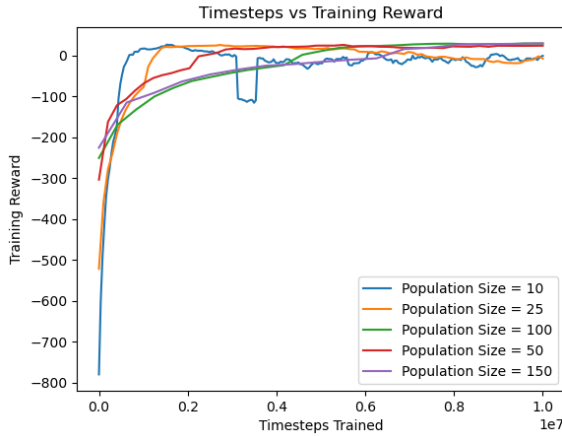 Timesteps vs Training Reward
Training Reward
0
−100
−200
−300
−400
−500
−600
−700
−800
Population Size = 10
Population Size = 25
Population Size = 100
Population Size = 50
Population Size = 150
0.0 0.2 0.4 0.6 0.8 1.0
1e7
Timesteps Trained